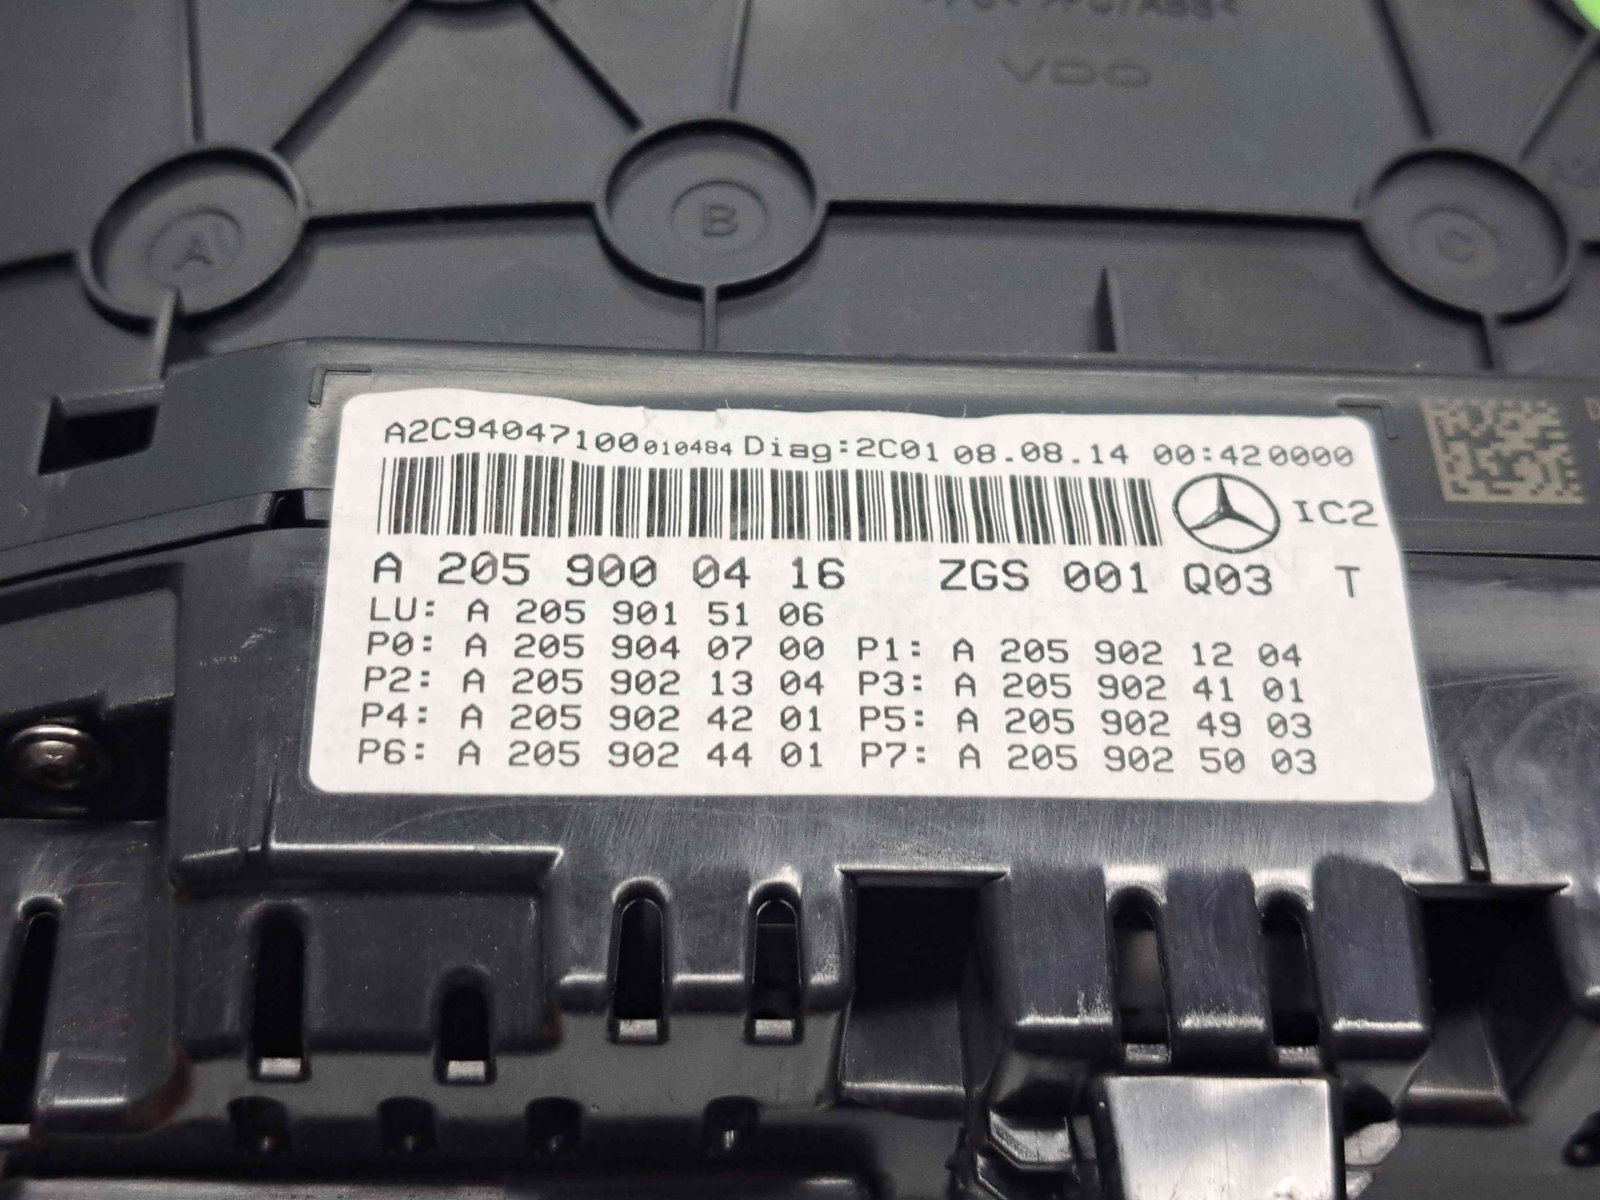 VDO
A
B
C
A2C94047100010484 Diag:2C01 08.08.14 00:420000
IC2
A 205 900 04 16 ZGS 001 Q03 T
LU: A 205 901 51 06
P0: A 205 904 07 00 P1: A 205 902 12 04
P2: A 205 902 13 04 P3: A 205 902 41 01
P4: A 205 902 42 01 P5: A 205 902 49 03
P6: A 205 902 44 01 P7: A 205 902 50 03